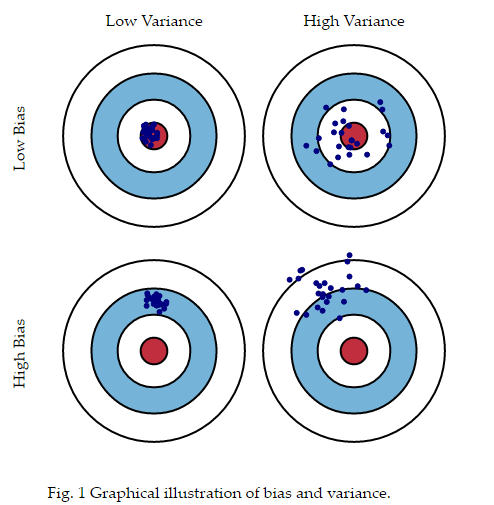 Low Variance
High Variance
Low Bias
High Bias
Fig. 1 Graphical illustration of bias and variance.